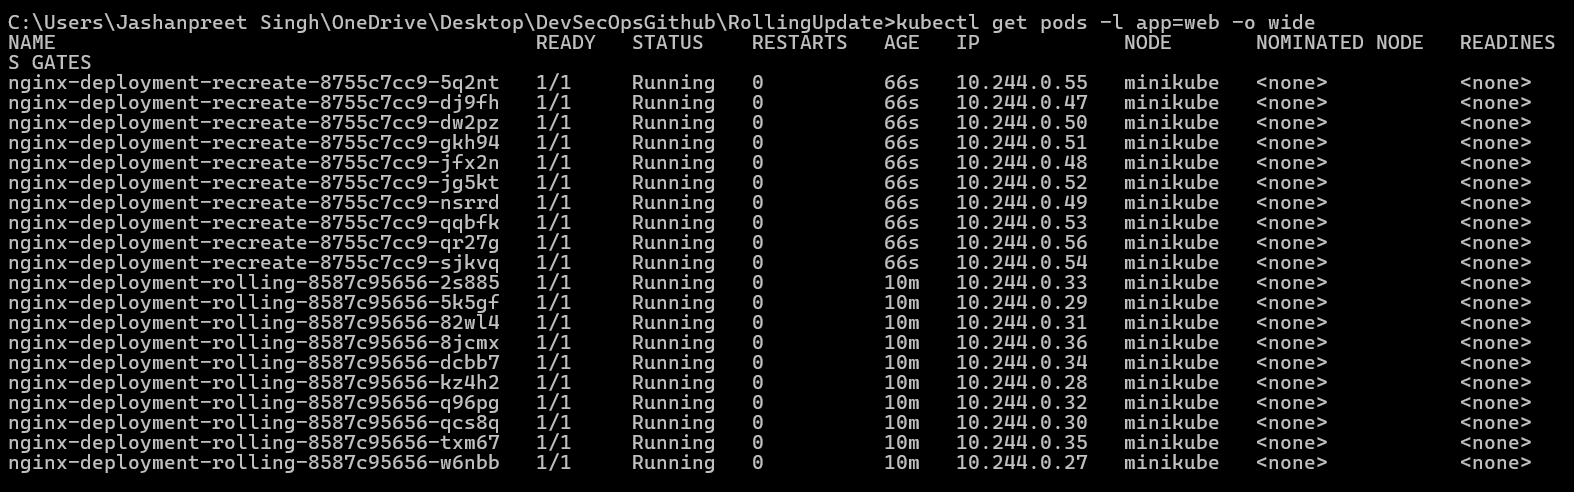 C:\Users\Jashanpreet Singh\OneDrive\Desktop\DevSecOpsGithub\RollingUpdate>kubectl get pods -l app=web -o wide
NAME                                        READY   STATUS    RESTARTS   AGE   IP            NODE       NOMINATED NODE   READINES
S GATES
nginx-deployment-recreate-8755c7cc9-5q2nt   1/1     Running   0          66s   10.244.0.55   minikube   <none>           <none>
nginx-deployment-recreate-8755c7cc9-dj9fh   1/1     Running   0          66s   10.244.0.47   minikube   <none>           <none>
nginx-deployment-recreate-8755c7cc9-dw2pz   1/1     Running   0          66s   10.244.0.50   minikube   <none>           <none>
nginx-deployment-recreate-8755c7cc9-gkh94   1/1     Running   0          66s   10.244.0.51   minikube   <none>           <none>
nginx-deployment-recreate-8755c7cc9-jfx2n   1/1     Running   0          66s   10.244.0.48   minikube   <none>           <none>
nginx-deployment-recreate-8755c7cc9-jg5kt   1/1     Running   0          66s   10.244.0.52   minikube   <none>           <none>
nginx-deployment-recreate-8755c7cc9-nsrrd   1/1     Running   0          66s   10.244.0.49   minikube   <none>           <none>
nginx-deployment-recreate-8755c7cc9-qqbfk   1/1     Running   0          66s   10.244.0.53   minikube   <none>           <none>
nginx-deployment-recreate-8755c7cc9-qr27g   1/1     Running   0          66s   10.244.0.56   minikube   <none>           <none>
nginx-deployment-recreate-8755c7cc9-sjkvq   1/1     Running   0          66s   10.244.0.54   minikube   <none>           <none>
nginx-deployment-rolling-8587c95656-2s885   1/1     Running   0          10m   10.244.0.33   minikube   <none>           <none>
nginx-deployment-rolling-8587c95656-5k5gf   1/1     Running   0          10m   10.244.0.29   minikube   <none>           <none>
nginx-deployment-rolling-8587c95656-82wl4   1/1     Running   0          10m   10.244.0.31   minikube   <none>           <none>
nginx-deployment-rolling-8587c95656-8jcmx   1/1     Running   0          10m   10.244.0.36   minikube   <none>           <none>
nginx-deployment-rolling-8587c95656-dcbb7   1/1     Running   0          10m   10.244.0.34   minikube   <none>           <none>
nginx-deployment-rolling-8587c95656-kz4h2   1/1     Running   0          10m   10.244.0.28   minikube   <none>           <none>
nginx-deployment-rolling-8587c95656-q96pg   1/1     Running   0          10m   10.244.0.32   minikube   <none>           <none>
nginx-deployment-rolling-8587c95656-qcs8q   1/1     Running   0          10m   10.244.0.30   minikube   <none>           <none>
nginx-deployment-rolling-8587c95656-txm67   1/1     Running   0          10m   10.244.0.35   minikube   <none>           <none>
nginx-deployment-rolling-8587c95656-w6nbb   1/1     Running   0          10m   10.244.0.27   minikube   <none>           <none>